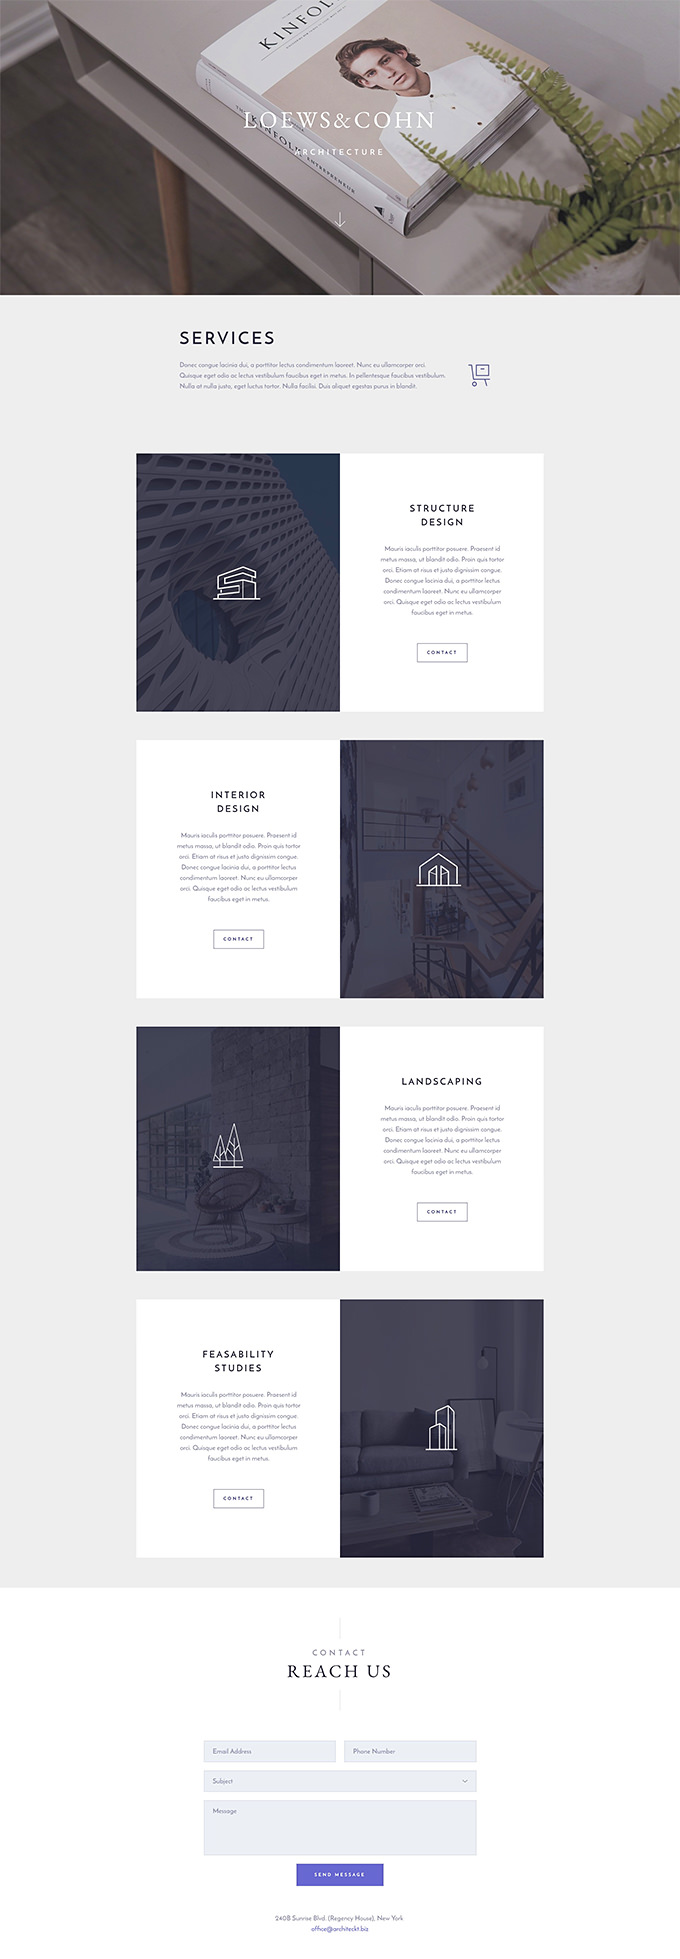 KINFOLK
THE
KINFOLK
ENTREPRENEUR
LOEWS&COHN
ARCHITECTURE
SERVICES
Donec congue lacinia dui, a porttitor lectus condimentum laoreet. Nunc eu ullamcorper orci.
Quisque eget odio ac lectus vestibulum faucibus eget in metus. In pellentesque faucibus vestibulum.
Nulla at nulla justo, eget luctus tortor. Nulla facilisi. Duis aliquet egestas purus in blandit.
STRUCTURE
DESIGN
Mauris iaculis porttitor posuere. Praesent id
metus massa, ut blandit odio. Proin quis tortor
orci. Etiam at risus et justo dignissim congue.
Donec congue lacinia dui, a porttitor lectus
condimentum laoreet. Nunc eu ullamcorper
orci. Quisque eget odio ac lectus vestibulum
faucibus eget in metus.
CONTACT
INTERIOR
DESIGN
Mauris iaculis porttitor posuere. Praesent id
metus massa, ut blandit odio. Proin quis tortor
orci. Etiam at risus et justo dignissim congue.
Donec congue lacinia dui, a porttitor lectus
condimentum laoreet. Nunc eu ullamcorper
orci. Quisque eget odio ac lectus vestibulum
faucibus eget in metus.
CONTACT
LANDSCAPING
Mauris iaculis porttitor posuere. Praesent id
metus massa, ut blandit odio. Proin quis tortor
orci. Etiam at risus et justo dignissim congue.
Donec congue lacinia dui, a porttitor lectus
condimentum laoreet. Nunc eu ullamcorper
orci. Quisque eget odio ac lectus vestibulum
faucibus eget in metus.
CONTACT
FEASABILITY
STUDIES
Mauris iaculis porttitor posuere. Praesent id
metus massa, ut blandit odio. Proin quis tortor
orci. Etiam at risus et justo dignissim congue.
Donec congue lacinia dui, a porttitor lectus
condimentum laoreet. Nunc eu ullamcorper
orci. Quisque eget odio ac lectus vestibulum
faucibus eget in metus.
CONTACT
CONTACT
REACH US
Email Address
Phone Number
Subject
Message
SEND MESSAGE
240B Sunrise Blvd. (Regency House), New York
office@architeckt.biz